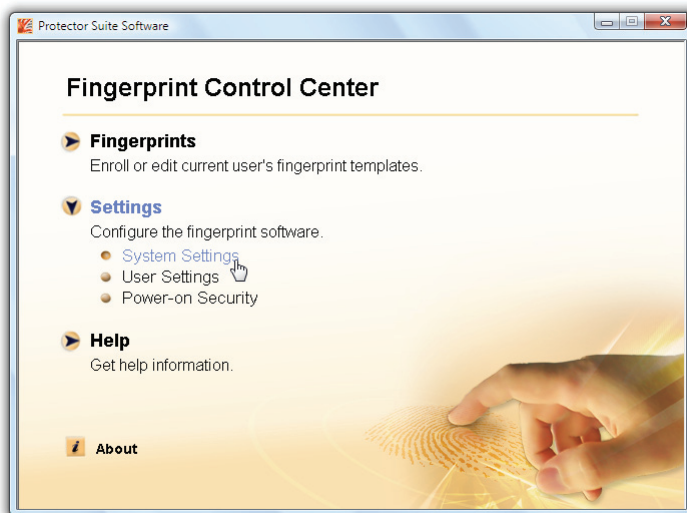 Protector Suite Software
Fingerprint Control Center
Fingerprints
Enroll or edit current user's fingerprint templates.
Settings
Configure the fingerprint software.
System Settings
User Settings
Power-on Security
Help
Get help information.
i About